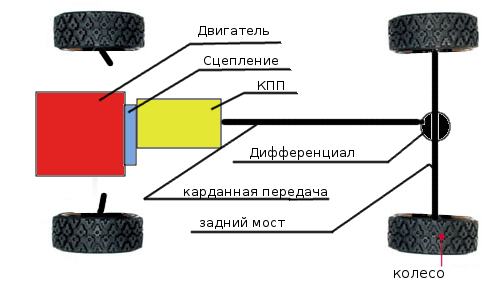 Двигатель
Сцепление
КПП
Дифференциал
карданная передача
задний мост
колесо